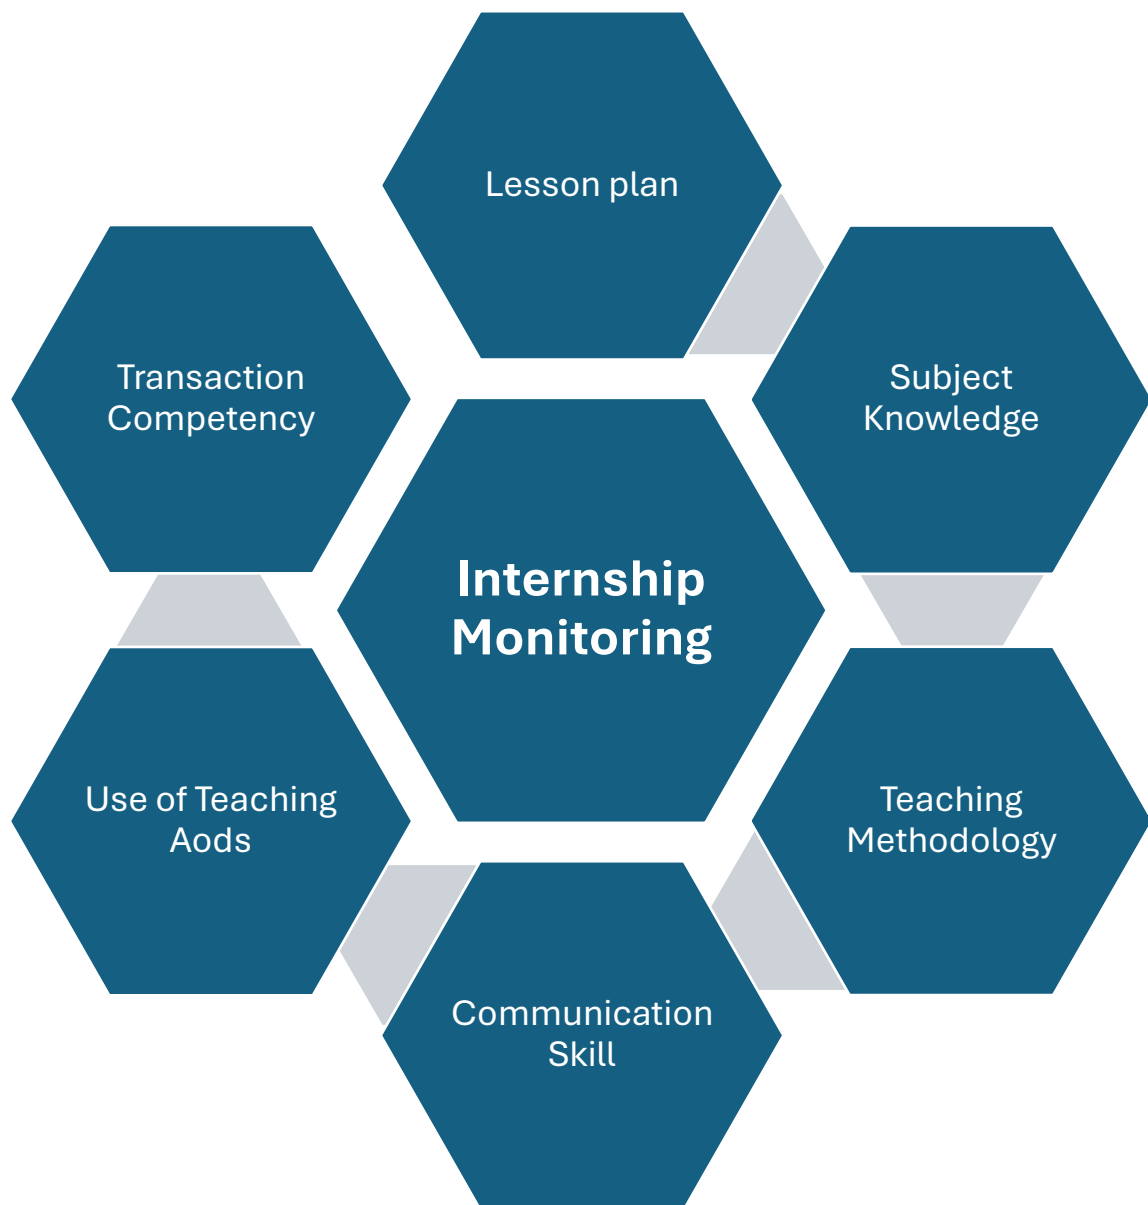 Lesson plan
Subject
Knowledge
Teaching
Methodology
Communication
Skill
Use of Teaching
Aods
Transaction
Competency
Internship
Monitoring